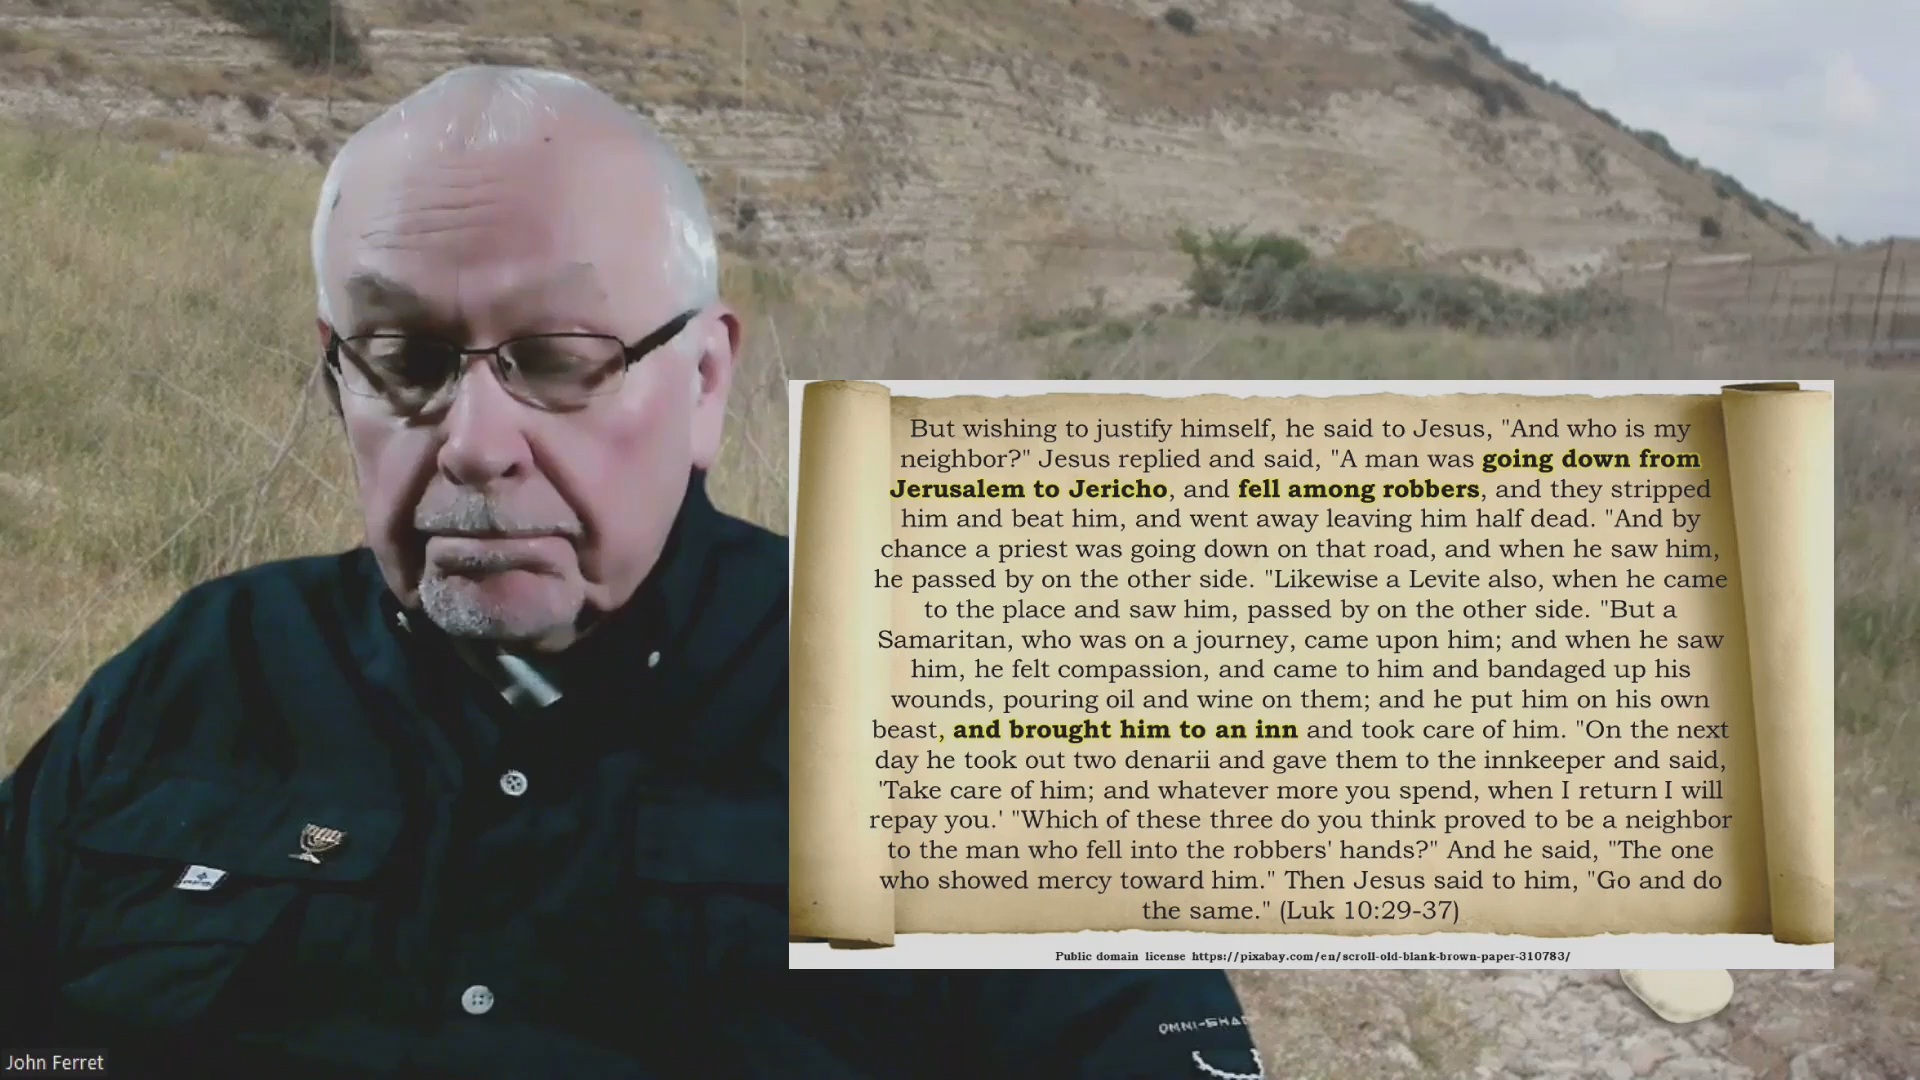 But wishing to justify himself, he said to Jesus, "And who is my
neighbor?" Jesus replied and said, "A man was going down from
Jerusalem to Jericho, and fell among robbers, and they stripped
him and beat him, and went away leaving him half dead. "And by
chance a priest was going down on that road, and when he saw him,
he passed by on the other side. "Likewise a Levite also, when he came
to the place and saw him, passed by on the other side. "But a
Samaritan, who was on a journey, came upon him; and when he saw
him, he felt compassion, and came to him and bandaged up his
wounds, pouring oil and wine on them; and he put him on his own
beast, and brought him to an inn and took care of him. "On the next
day he took out two denarii and gave them to the innkeeper and said,
'Take care of him; and whatever more you spend, when I return I will
repay you.' "Which of these three do you think proved to be a neighbor
to the man who fell into the robbers' hands?" And he said, "The one
who showed mercy toward him." Then Jesus said to him, "Go and do
the same." (Luk 10:29-37)
Public domain license https://pixabay.com/en/scroll-old-blank-brown-paper-310783/
OMNI-SHA
John Ferret